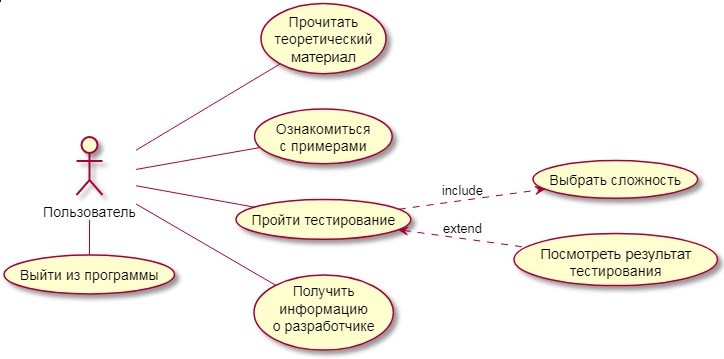 Прочитать
теоретический
материал
Ознакомиться
с примерами
Пользователь
Пройти тестирование
include
Выбрать сложность
extend
Посмотреть результат
тестирования
Выйти из программы
Получить
информацию
о разработчике